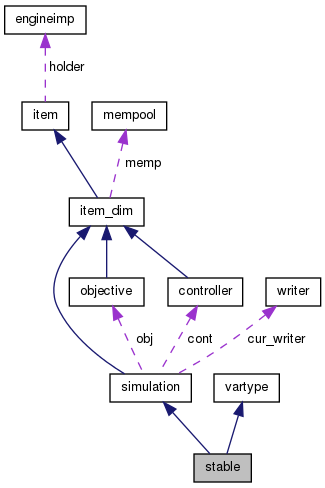 engineimp
holder
item
mempool
memp
item_dim
objective
controller
writer
obj
cont
cur_writer
simulation
vartype
stable